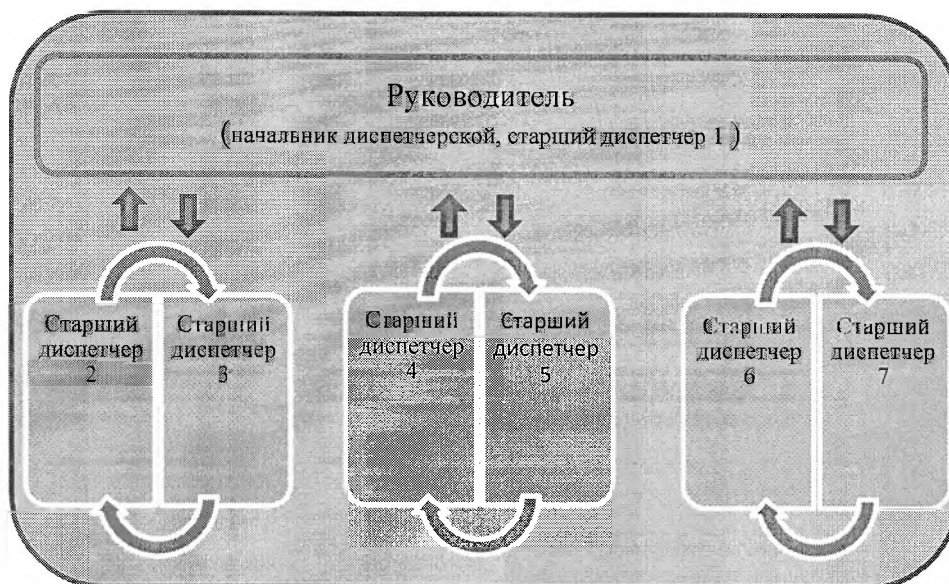 Руководитель
(начальник диспетчерской, старший диспетчер 1 )
Старший
диспетчер
2
Старший
диспетчер
3
Старший
диспетчер
4
Старший
диспетчер
5
Старший
диспетчер
6
Старший
диспетчер
7